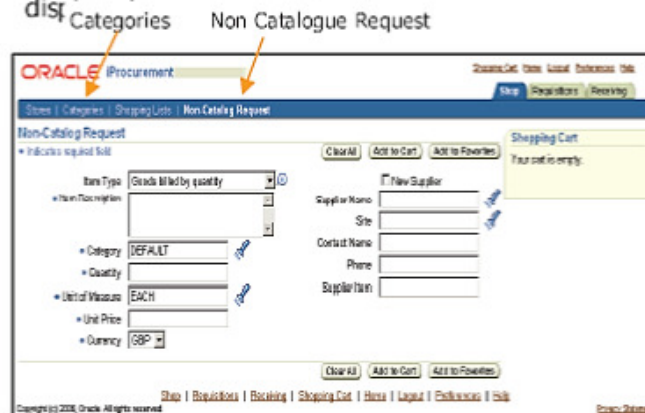 Categories Non Catalogue Request
ORACLE iProcurement
Shopping Cart Home Logout Preferences Help
Shop Requisitions Receiving
Stores | Categories | Shopping Lists | Non-Catalog Request
Non-Catalog Request
* Indicates required field
Clear All Add to Cart Add to Favorites
Shopping Cart
Your cart is empty.
Item Type Goods billed by quantity
New Supplier
* Item Description
Supplier Name
Site
* Category DEFAULT
Contact Name
* Quantity
Phone
* Unit of Measure EACH
Supplier Item
* Unit Price
* Currency GBP
Clear All Add to Cart Add to Favorites
Shop | Requisitions | Receiving | Shopping Cart | Home | Logout | Preferences | Help
Copyright (c) Oracle. All rights reserved.
Privacy Statement